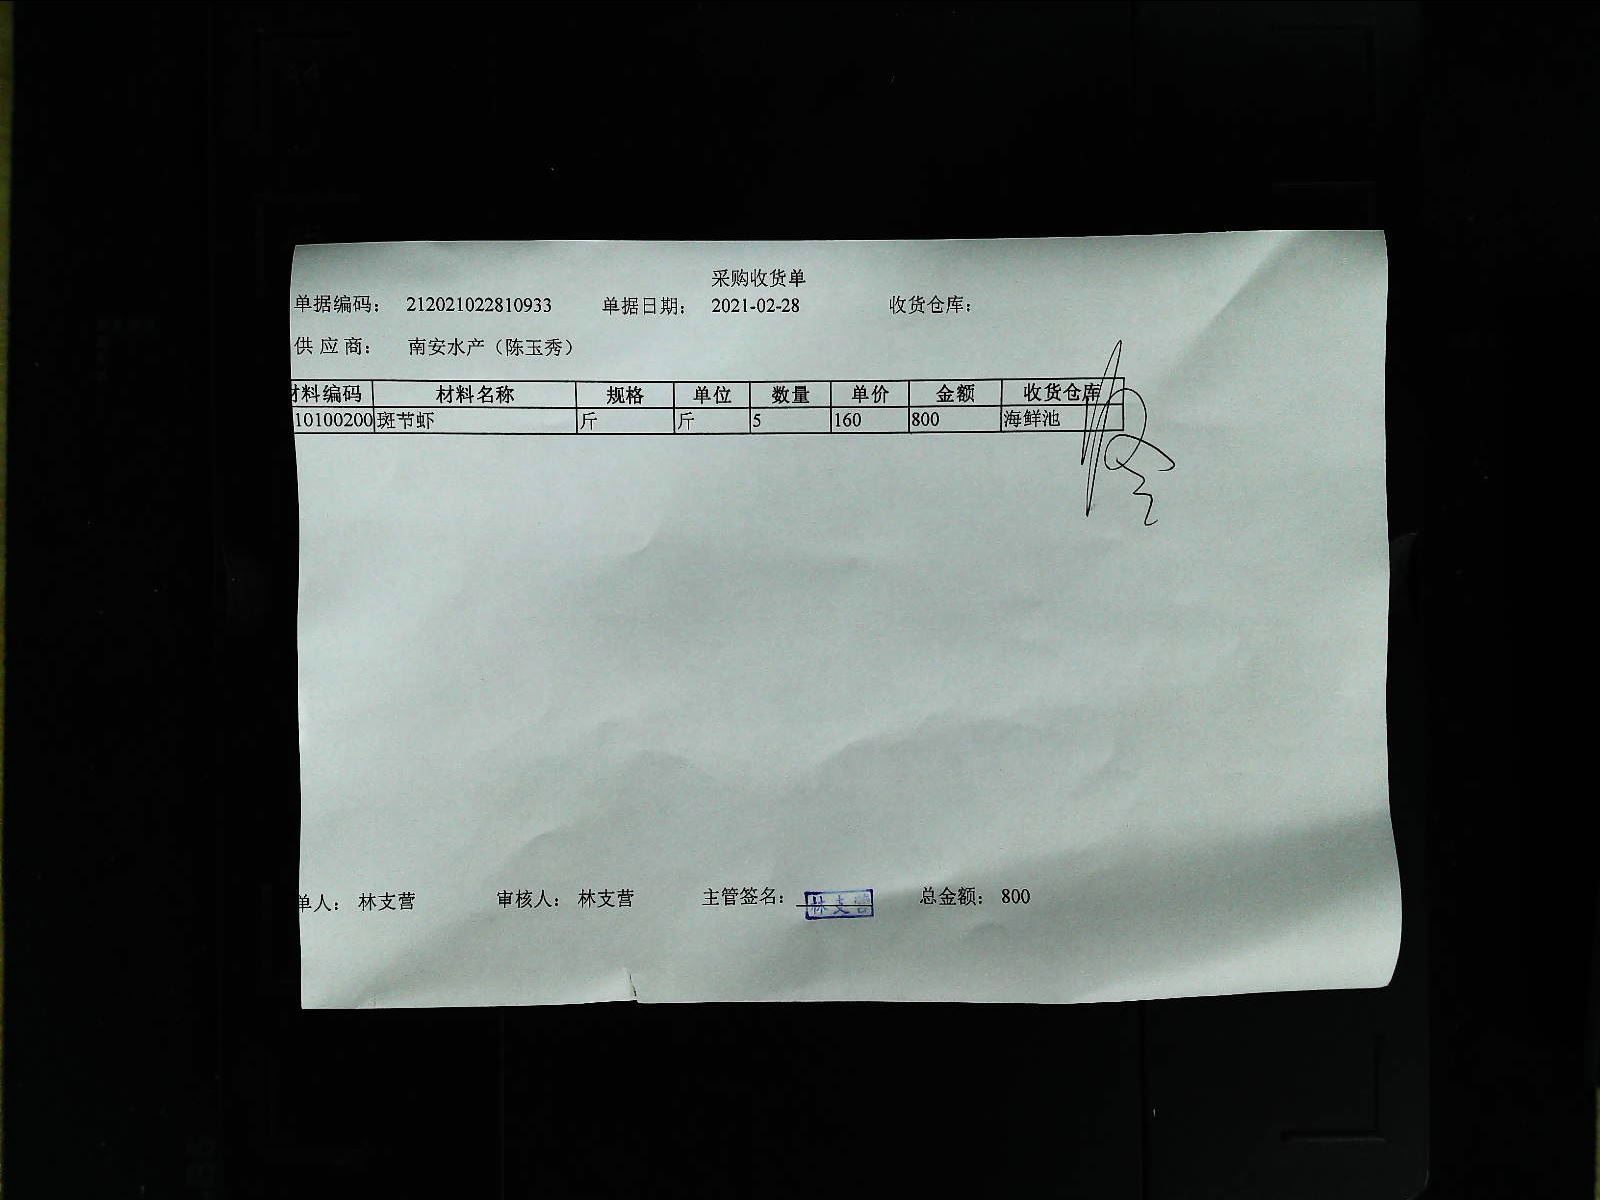 采购收货单
单据编码： 212021022810933 单据日期： 2021-02-28 收货仓库：
供应商： 南安水产（陈玉秀）
材料编码 材料名称 规格 单位 数量 单价 金额 收货仓库
10100200 斑节虾 斤 斤 5 160 800 海鲜池
单人： 林支营 审核人： 林支营 主管签名： 林支营 总金额： 800